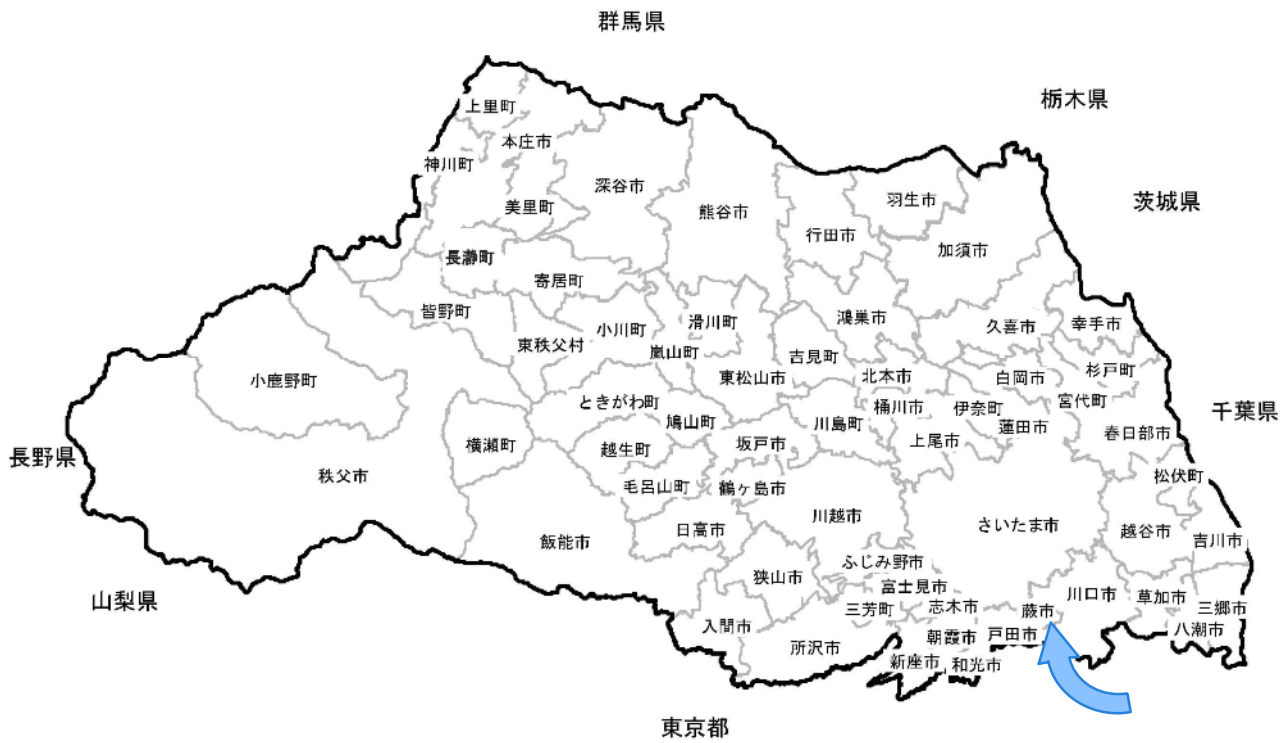 群馬県
栃木県
上里町
本庄市
神川町
深谷市
羽生市
茨城県
美里町
熊谷市
行田市
加須市
長瀞町
寄居町
皆野町
小川町
滑川町
鴻巣市
久喜市
幸手市
東秩父村
嵐山町
吉見町
小鹿野町
東松山市
北本市
白岡市
杉戸町
ときがわ町
桶川市
伊奈町
宮代町
千葉県
鳩山町
川島町
蓮田市
横瀬町
越生町
坂戸市
上尾市
春日部市
長野県
秩父市
毛呂山町
鶴ヶ島市
松伏町
川越市
さいたま市
飯能市
日高市
越谷市
吉川市
ふじみ野市
狭山市
富士見市
川口市
草加市
山梨県
三芳町
志木市
蕨市
三郷市
入間市
朝霞市
戸田市
八潮市
所沢市
新座市
和光市
東京都